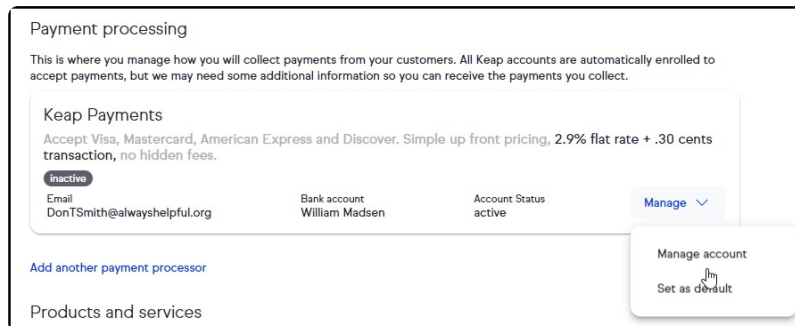 Payment processing
This is where you manage how you will collect payments from your customers. All Keap accounts are automatically enrolled to
accept payments, but we may need some additional information so you can receive the payments you collect.
Keap Payments
Accept Visa, Mastercard, American Express and Discover. Simple up front pricing, 2.9% flat rate + .30 cents
transaction, no hidden fees.
inactive
Email
DonTSmith@alwayshelpful.org
Bank account
William Madsen
Account Status
active
Manage
Manage account
Set as default
Add another payment processor
Products and services